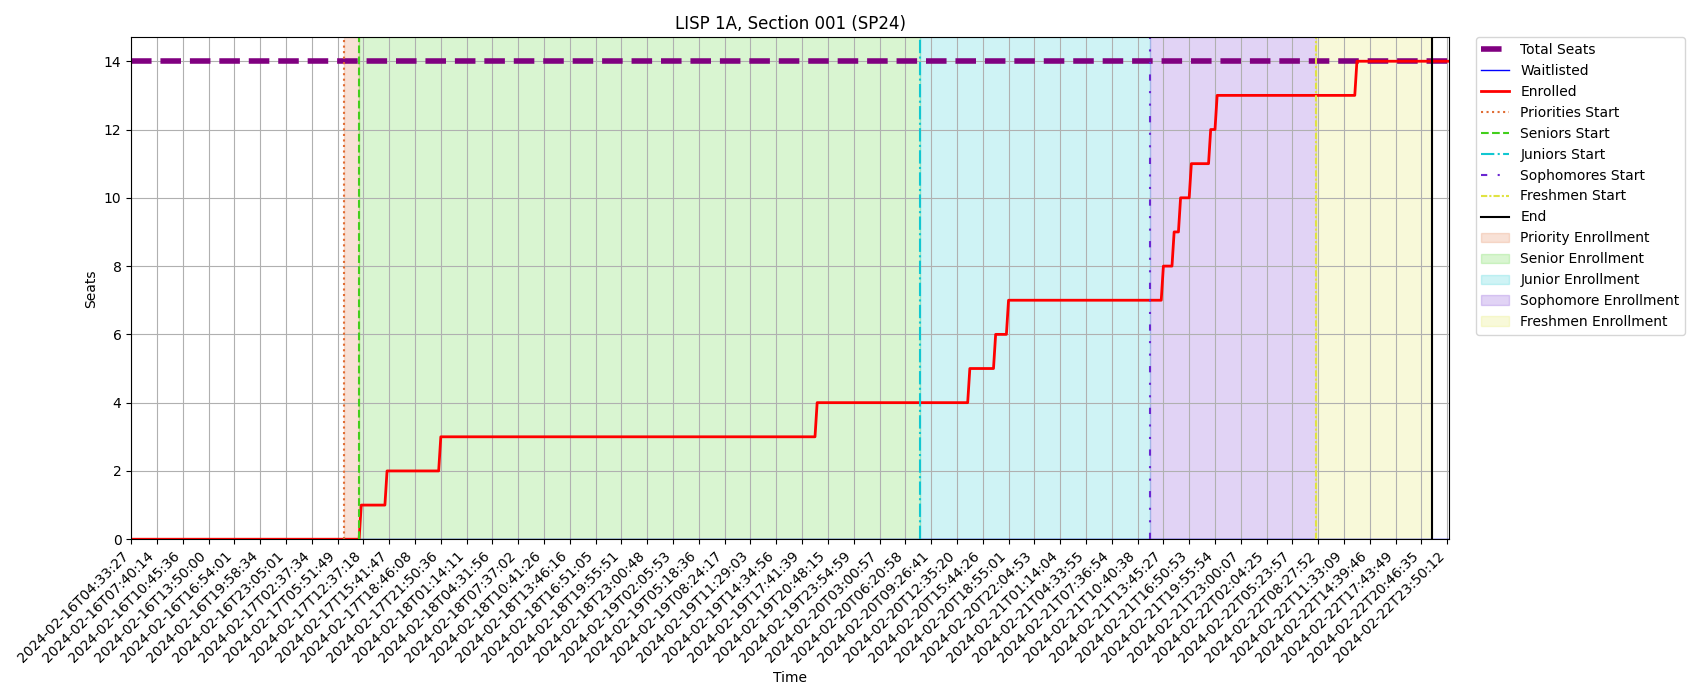 LISP 1A, Section 001 (SP24)
Seats
14
12
10
8
6
4
2
0
2024-02-16T04:33:27
2024-02-16T07:40:14
2024-02-16T10:45:36
2024-02-16T13:50:00
2024-02-16T16:54:01
2024-02-16T19:58:34
2024-02-16T23:05:01
2024-02-17T02:37:34
2024-02-17T05:51:49
2024-02-17T12:37:18
2024-02-17T15:41:47
2024-02-17T18:46:08
2024-02-17T21:50:36
2024-02-18T01:14:11
2024-02-18T04:31:56
2024-02-18T07:37:02
2024-02-18T10:41:26
2024-02-18T13:46:16
2024-02-18T16:51:05
2024-02-18T19:55:51
2024-02-18T23:00:48
2024-02-19T02:05:53
2024-02-19T05:18:36
2024-02-19T08:24:17
2024-02-19T11:29:03
2024-02-19T14:34:56
2024-02-19T17:41:39
2024-02-19T20:48:15
2024-02-19T23:54:59
2024-02-20T03:00:57
2024-02-20T06:20:58
2024-02-20T09:26:41
2024-02-20T12:35:20
2024-02-20T15:44:26
2024-02-20T18:55:01
2024-02-20T22:04:53
2024-02-21T01:14:04
2024-02-21T04:33:55
2024-02-21T07:36:54
2024-02-21T10:40:38
2024-02-21T13:45:27
2024-02-21T16:50:53
2024-02-21T19:55:54
2024-02-21T23:00:07
2024-02-22T02:04:25
2024-02-22T05:23:57
2024-02-22T08:27:52
2024-02-22T11:33:09
2024-02-22T14:39:46
2024-02-22T17:43:49
2024-02-22T20:46:35
2024-02-22T23:50:12
Time
Total Seats
Waitlisted
Enrolled
Priorities Start
Seniors Start
Juniors Start
Sophomores Start
Freshmen Start
End
Priority Enrollment
Senior Enrollment
Junior Enrollment
Sophomore Enrollment
Freshmen Enrollment